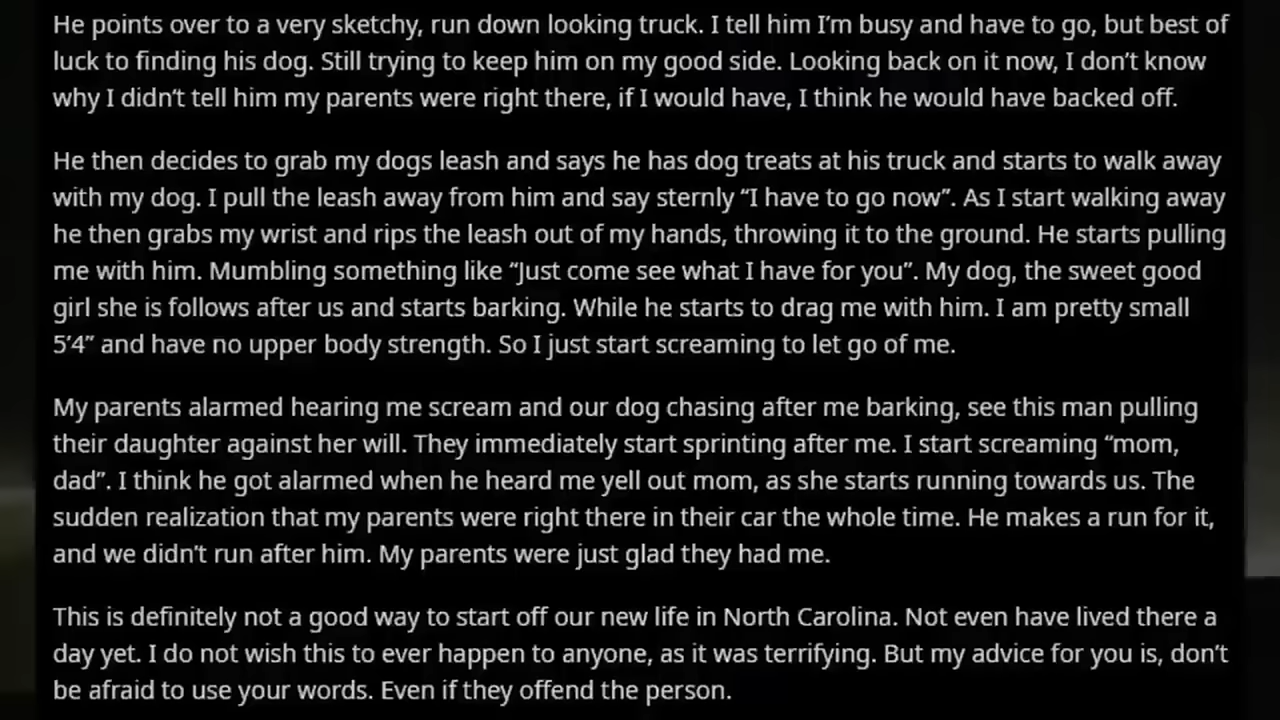 He points over to a very sketchy, run down looking truck. I tell him I’m busy and have to go, but best of
luck to finding his dog. Still trying to keep him on my good side. Looking back on it now, I don’t know
why I didn’t tell him my parents were right there, if I would have, I think he would have backed off.
He then decides to grab my dogs leash and says he has dog treats at his truck and starts to walk away
with my dog. I pull the leash away from him and say sternly “I have to go now”. As I start walking away
he then grabs my wrist and rips the leash out of my hands, throwing it to the ground. He starts pulling
me with him. Mumbling something like “Just come see what I have for you”. My dog, the sweet good
girl she is follows after us and starts barking. While he starts to drag me with him. I am pretty small
5’4” and have no upper body strength. So I just start screaming to let go of me.
My parents alarmed hearing me scream and our dog chasing after me barking, see this man pulling
their daughter against her will. They immediately start sprinting after me. I start screaming “mom,
dad”. I think he got alarmed when he heard me yell out mom, as she starts running towards us. The
sudden realization that my parents were right there in their car the whole time. He makes a run for it,
and we didn’t run after him. My parents were just glad they had me.
This is definitely not a good way to start off our new life in North Carolina. Not even have lived there a
day yet. I do not wish this to ever happen to anyone, as it was terrifying. But my advice for you is, don’t
be afraid to use your words. Even if they offend the person.